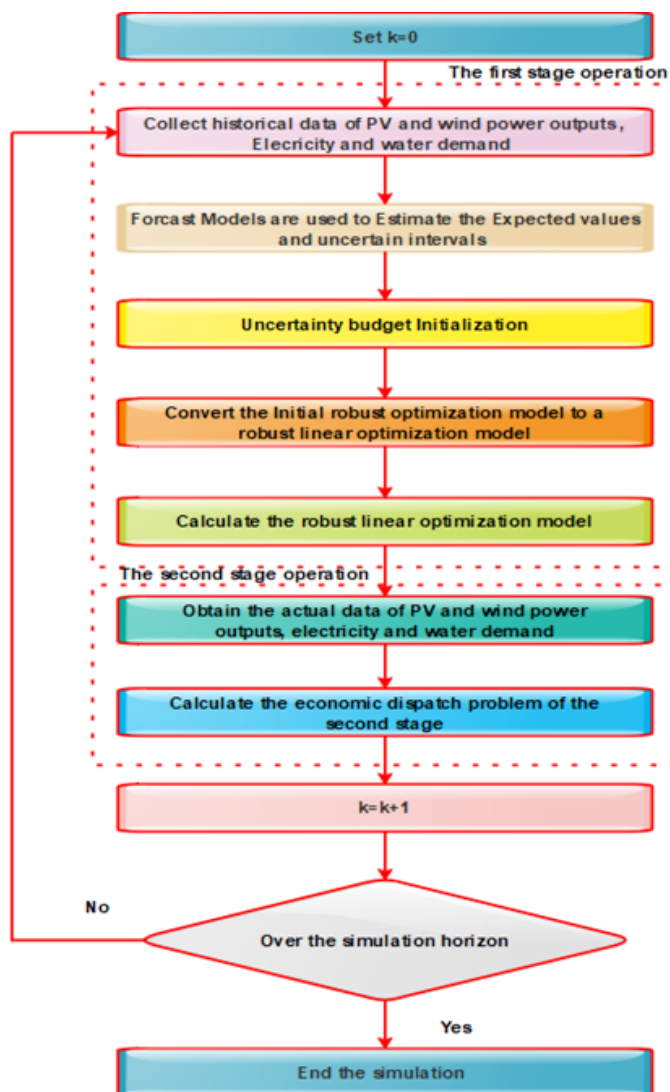 Set k=0
The first stage operation
Collect historical data of PV and wind power outputs,
Elecricity and water demand
Forcast Models are used to Estimate the Expected values
and uncertain intervals
Uncertainty budget Initialization
Convert the Initial robust optimization model to a
robust linear optimization model
Calculate the robust linear optimization model
The second stage operation
Obtain the actual data of PV and wind power
outputs, electricity and water demand
Calculate the economic dispatch problem of the
second stage
k=k+1
No
Over the simulation horizon
Yes
End the simulation